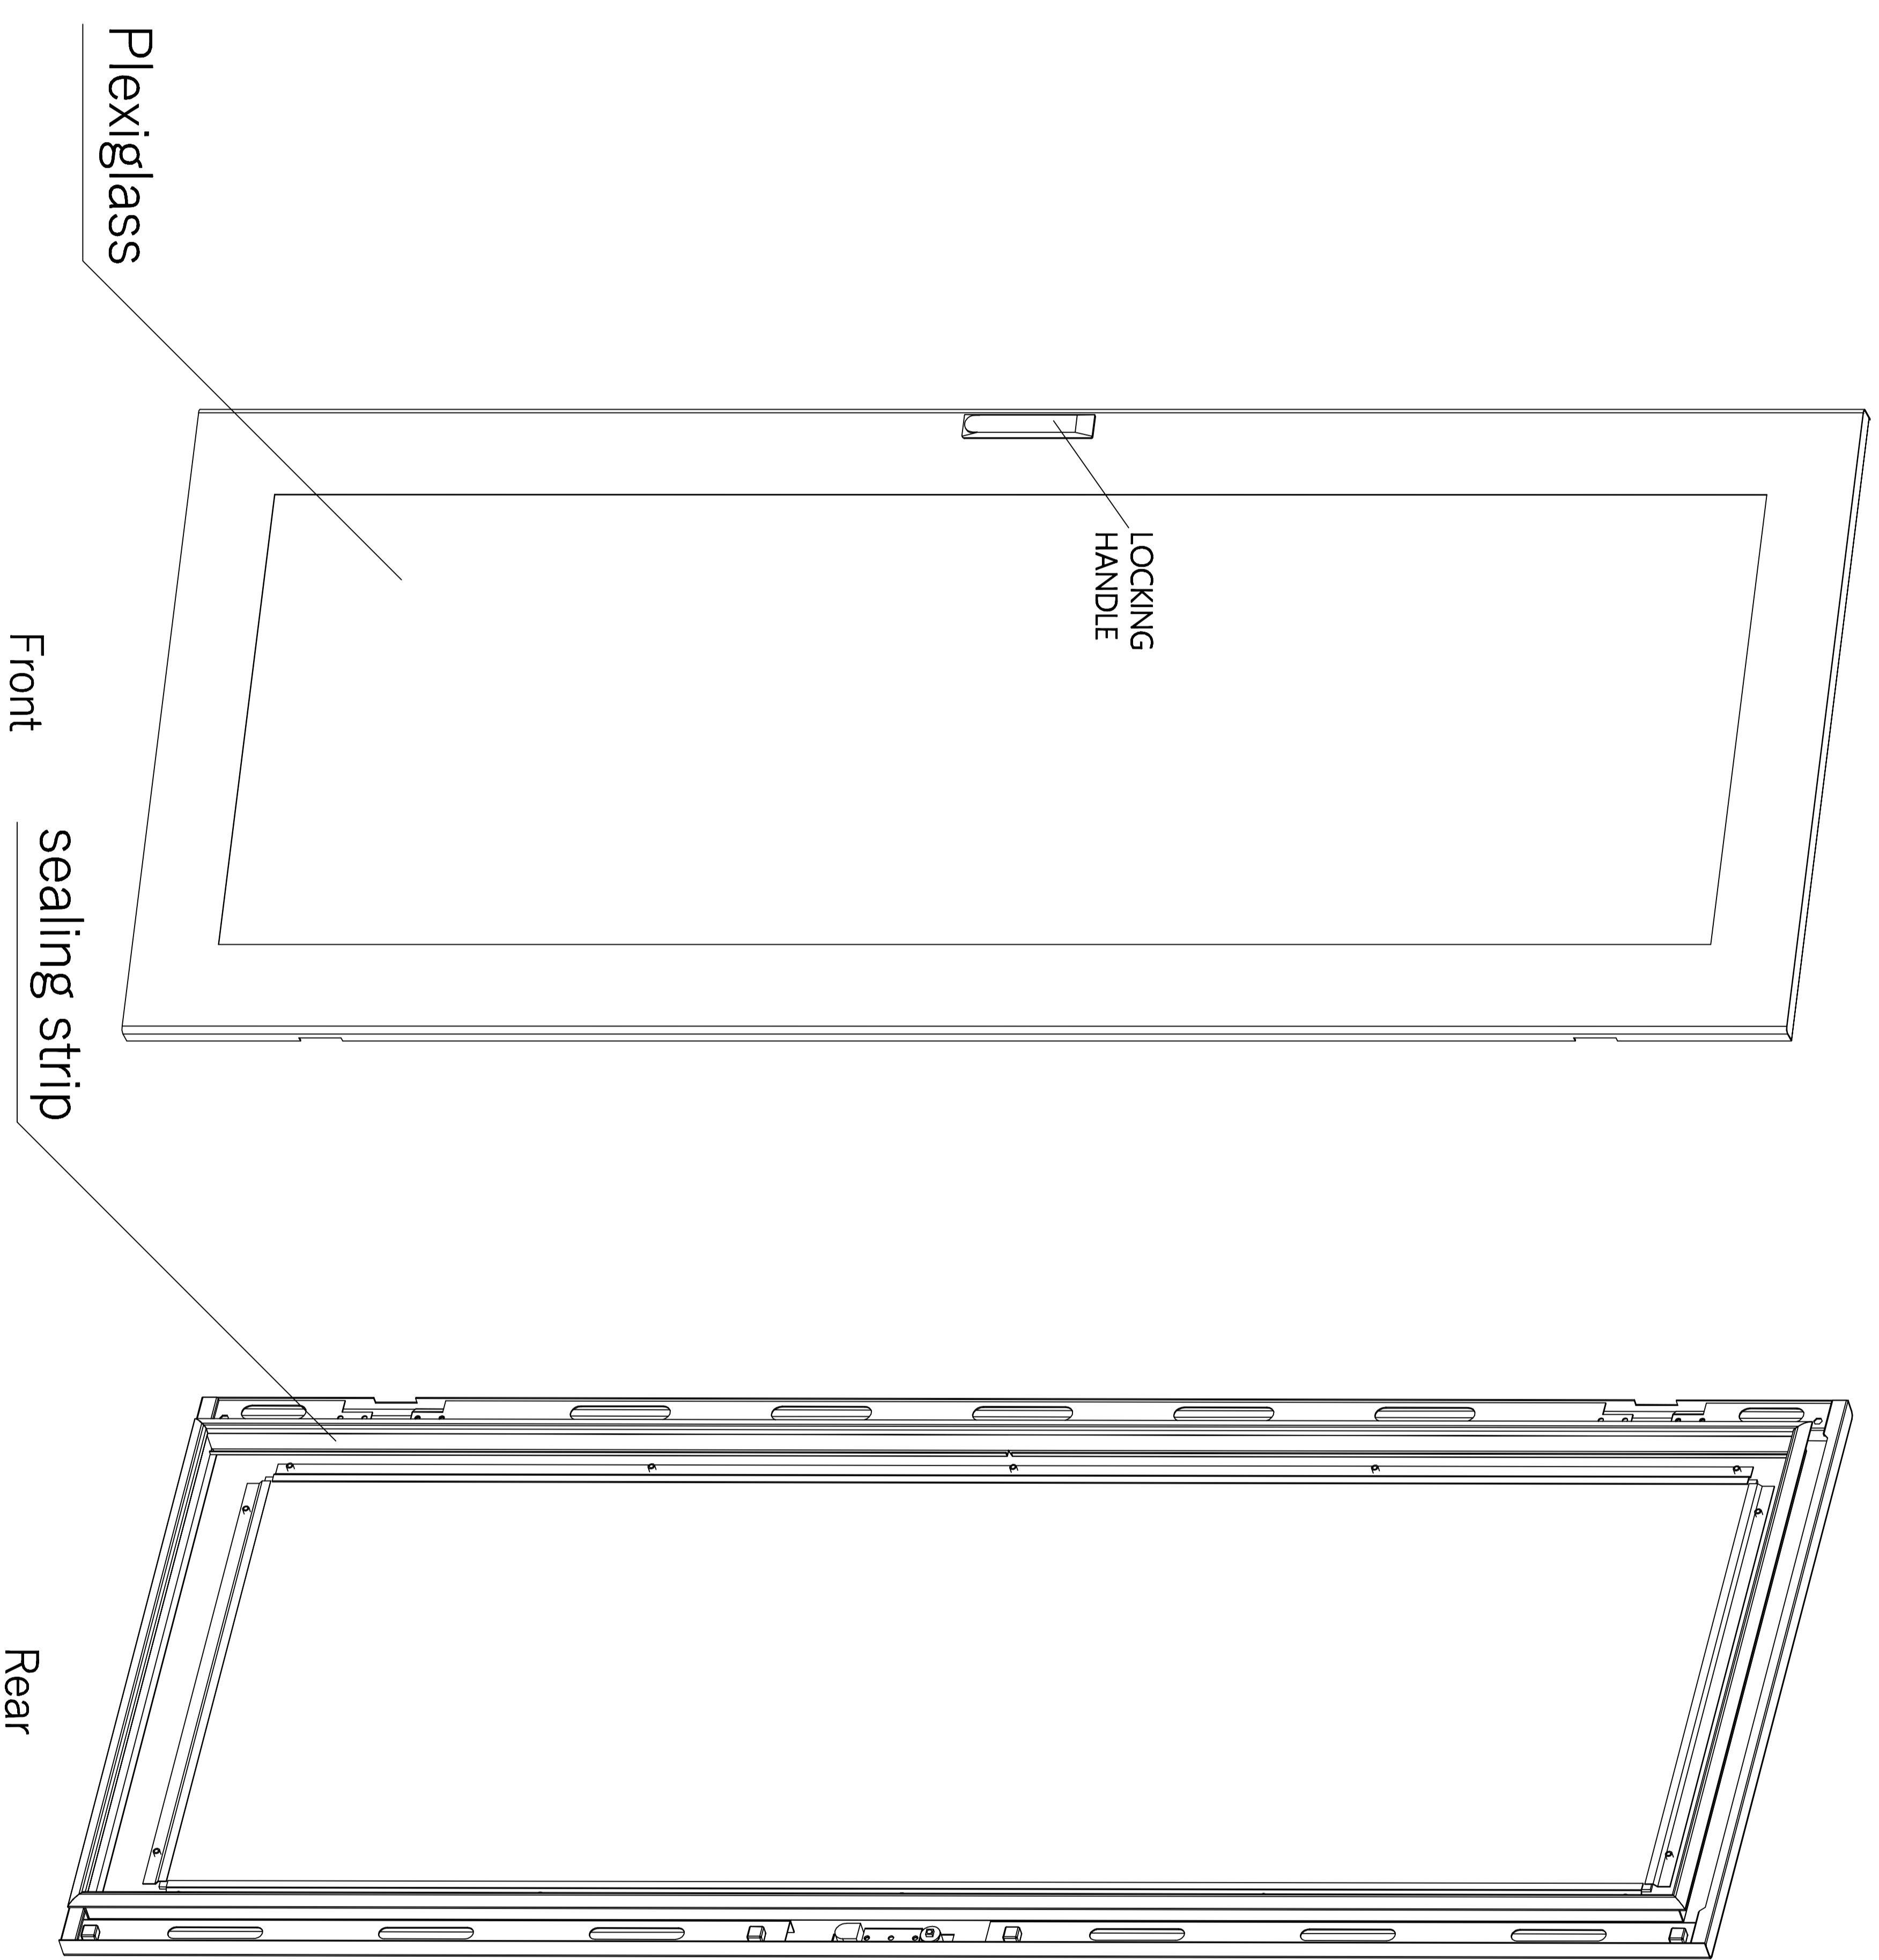 LOCKING
HANDLE
Plexiglass
sealing strip
Front
Rear